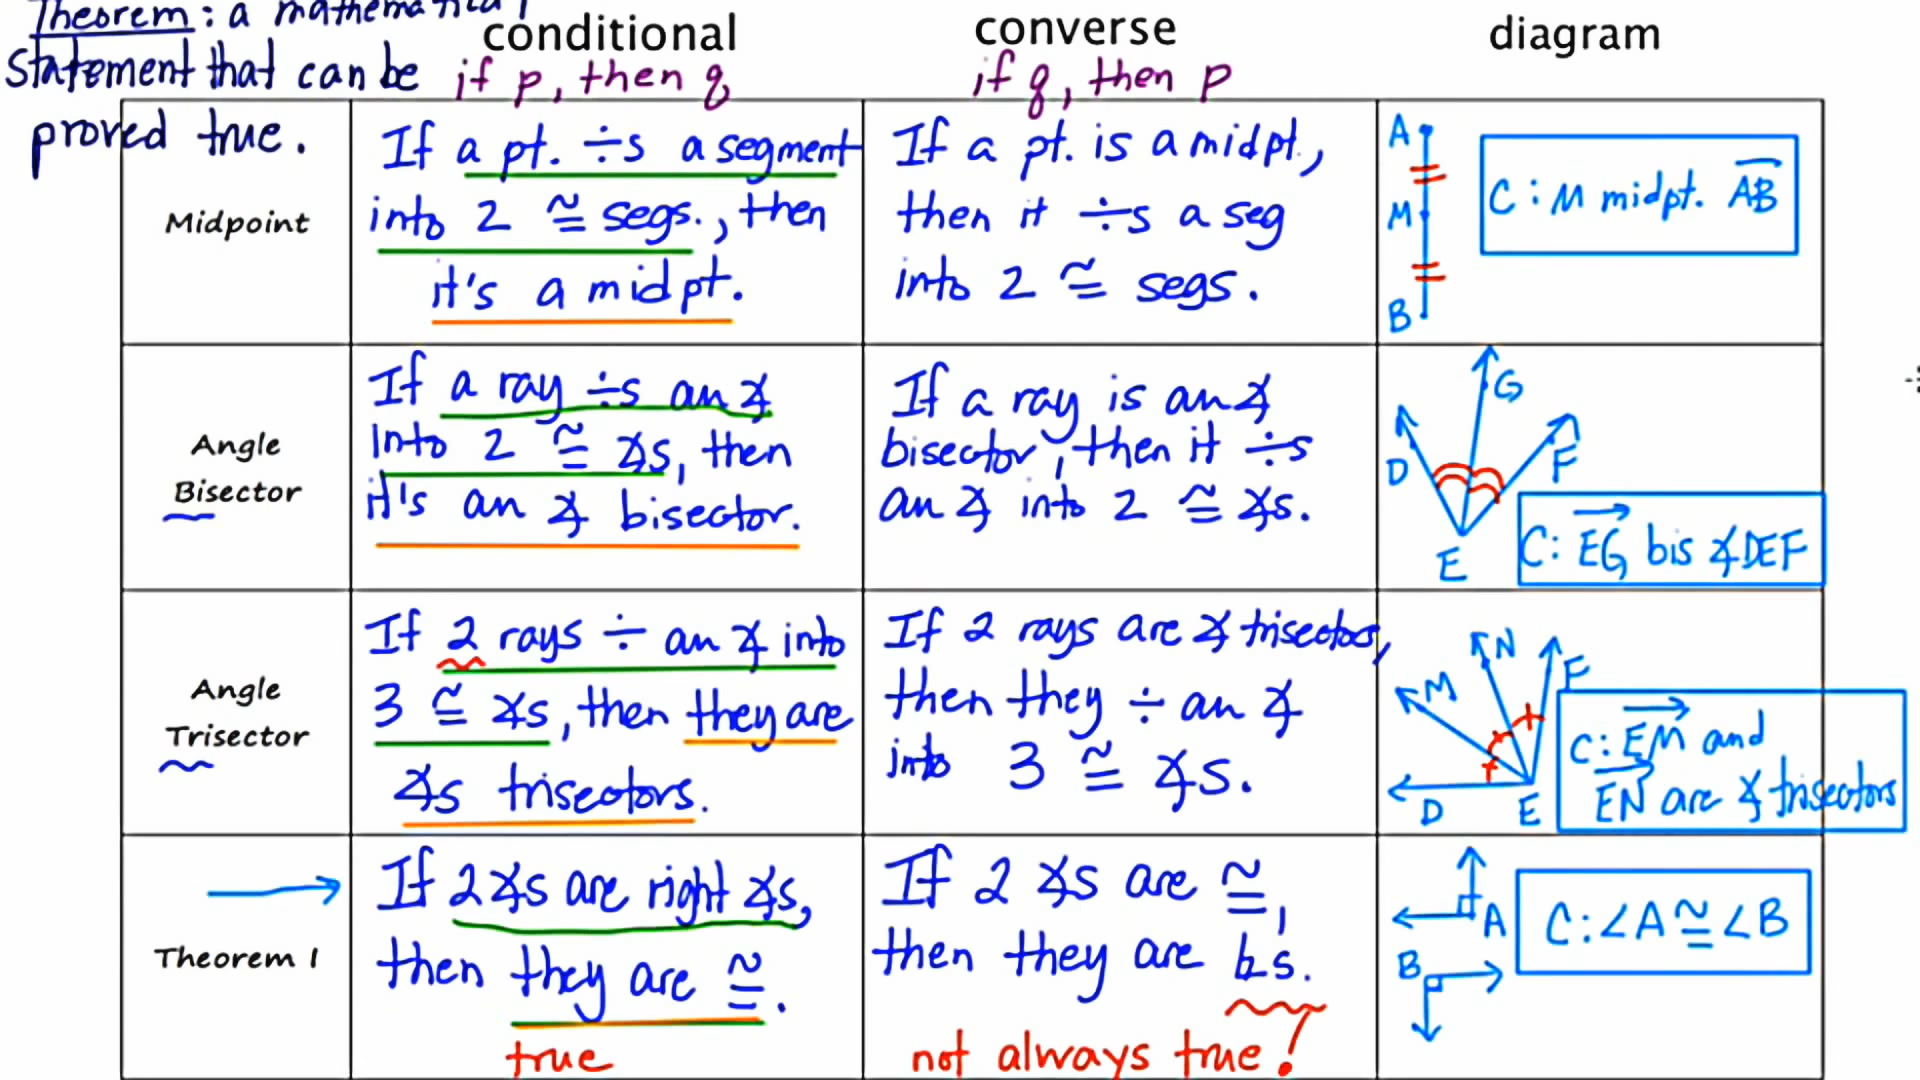 Theorem: a mathematical
statement that can be
proved true.
conditional
if p, then q
converse
if q, then p
diagram
Midpoint
If a pt. ÷s a segment
into 2 ≅ segs., then
it's a midpt.
If a pt. is a midpt.,
then it ÷s a seg
into 2 ≅ segs.
A
M
B
C: M midpt. AB
Angle
Bisector
If a ray ÷s an ∡
into 2 ≅ ∡s, then
it's an ∡ bisector.
If a ray is an ∡
bisector, then it ÷s
an ∡ into 2 ≅ ∡s.
G
D
F
E
C: EG bis ∡DEF
Angle
Trisector
If 2 rays ÷ an ∡ into
3 ≅ ∡s, then they are
∡s trisectors.
If 2 rays are ∡ trisectors,
then they ÷ an ∡
into 3 ≅ ∡s.
M
N
F
D
E
C: EM and
EN are ∡ trisectors
Theorem 1
If 2 ∡s are right ∡s,
then they are ≅.
true
If 2 ∡s are ≅,
then they are ∟s.
not always true!
A
B
C: ∠A ≅ ∠B